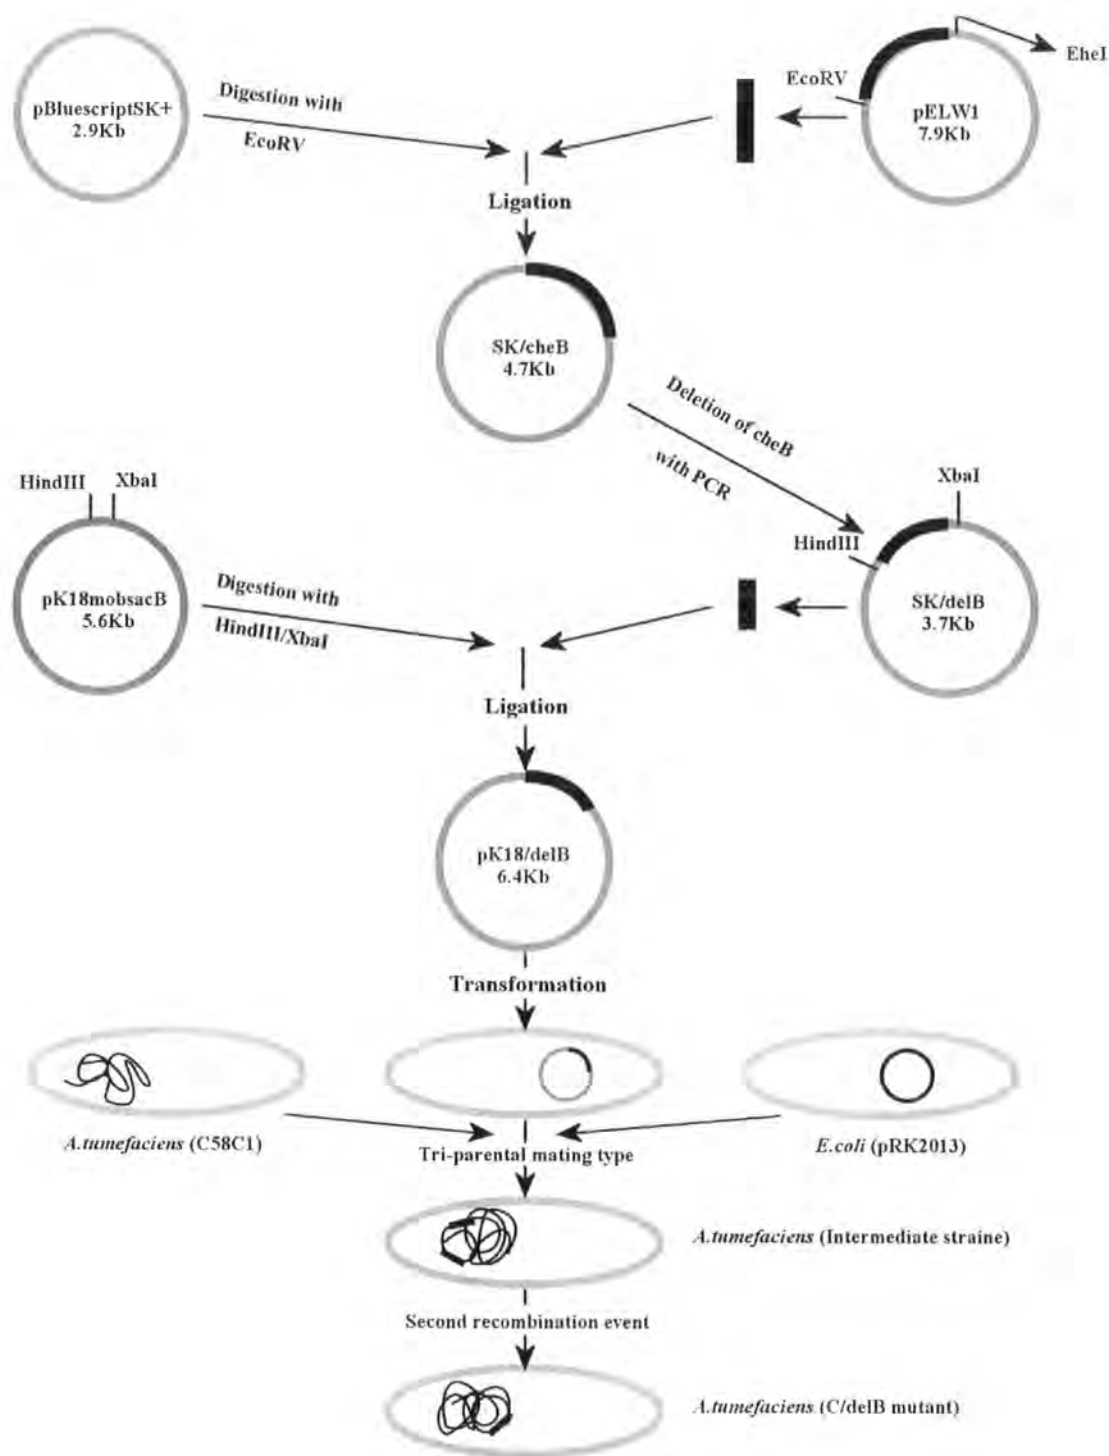 pBluescriptSK+
2.9Kb
Digestion with
EcoRV
EcoRV
EheI
pELW1
7.9Kb
Ligation
SK/cheB
4.7Kb
Deletion of cheB
with PCR
HindIII
XbaI
pK18mobsacB
5.6Kb
Digestion with
HindIII/XbaI
XbaI
HindIII
SK/delB
3.7Kb
Ligation
pK18/delB
6.4Kb
Transformation
A.tumefaciens (C58C1)
Tri-parental mating type
E.coli (pRK2013)
A.tumefaciens (Intermediate straine)
Second recombination event
A.tumefaciens (C/delB mutant)